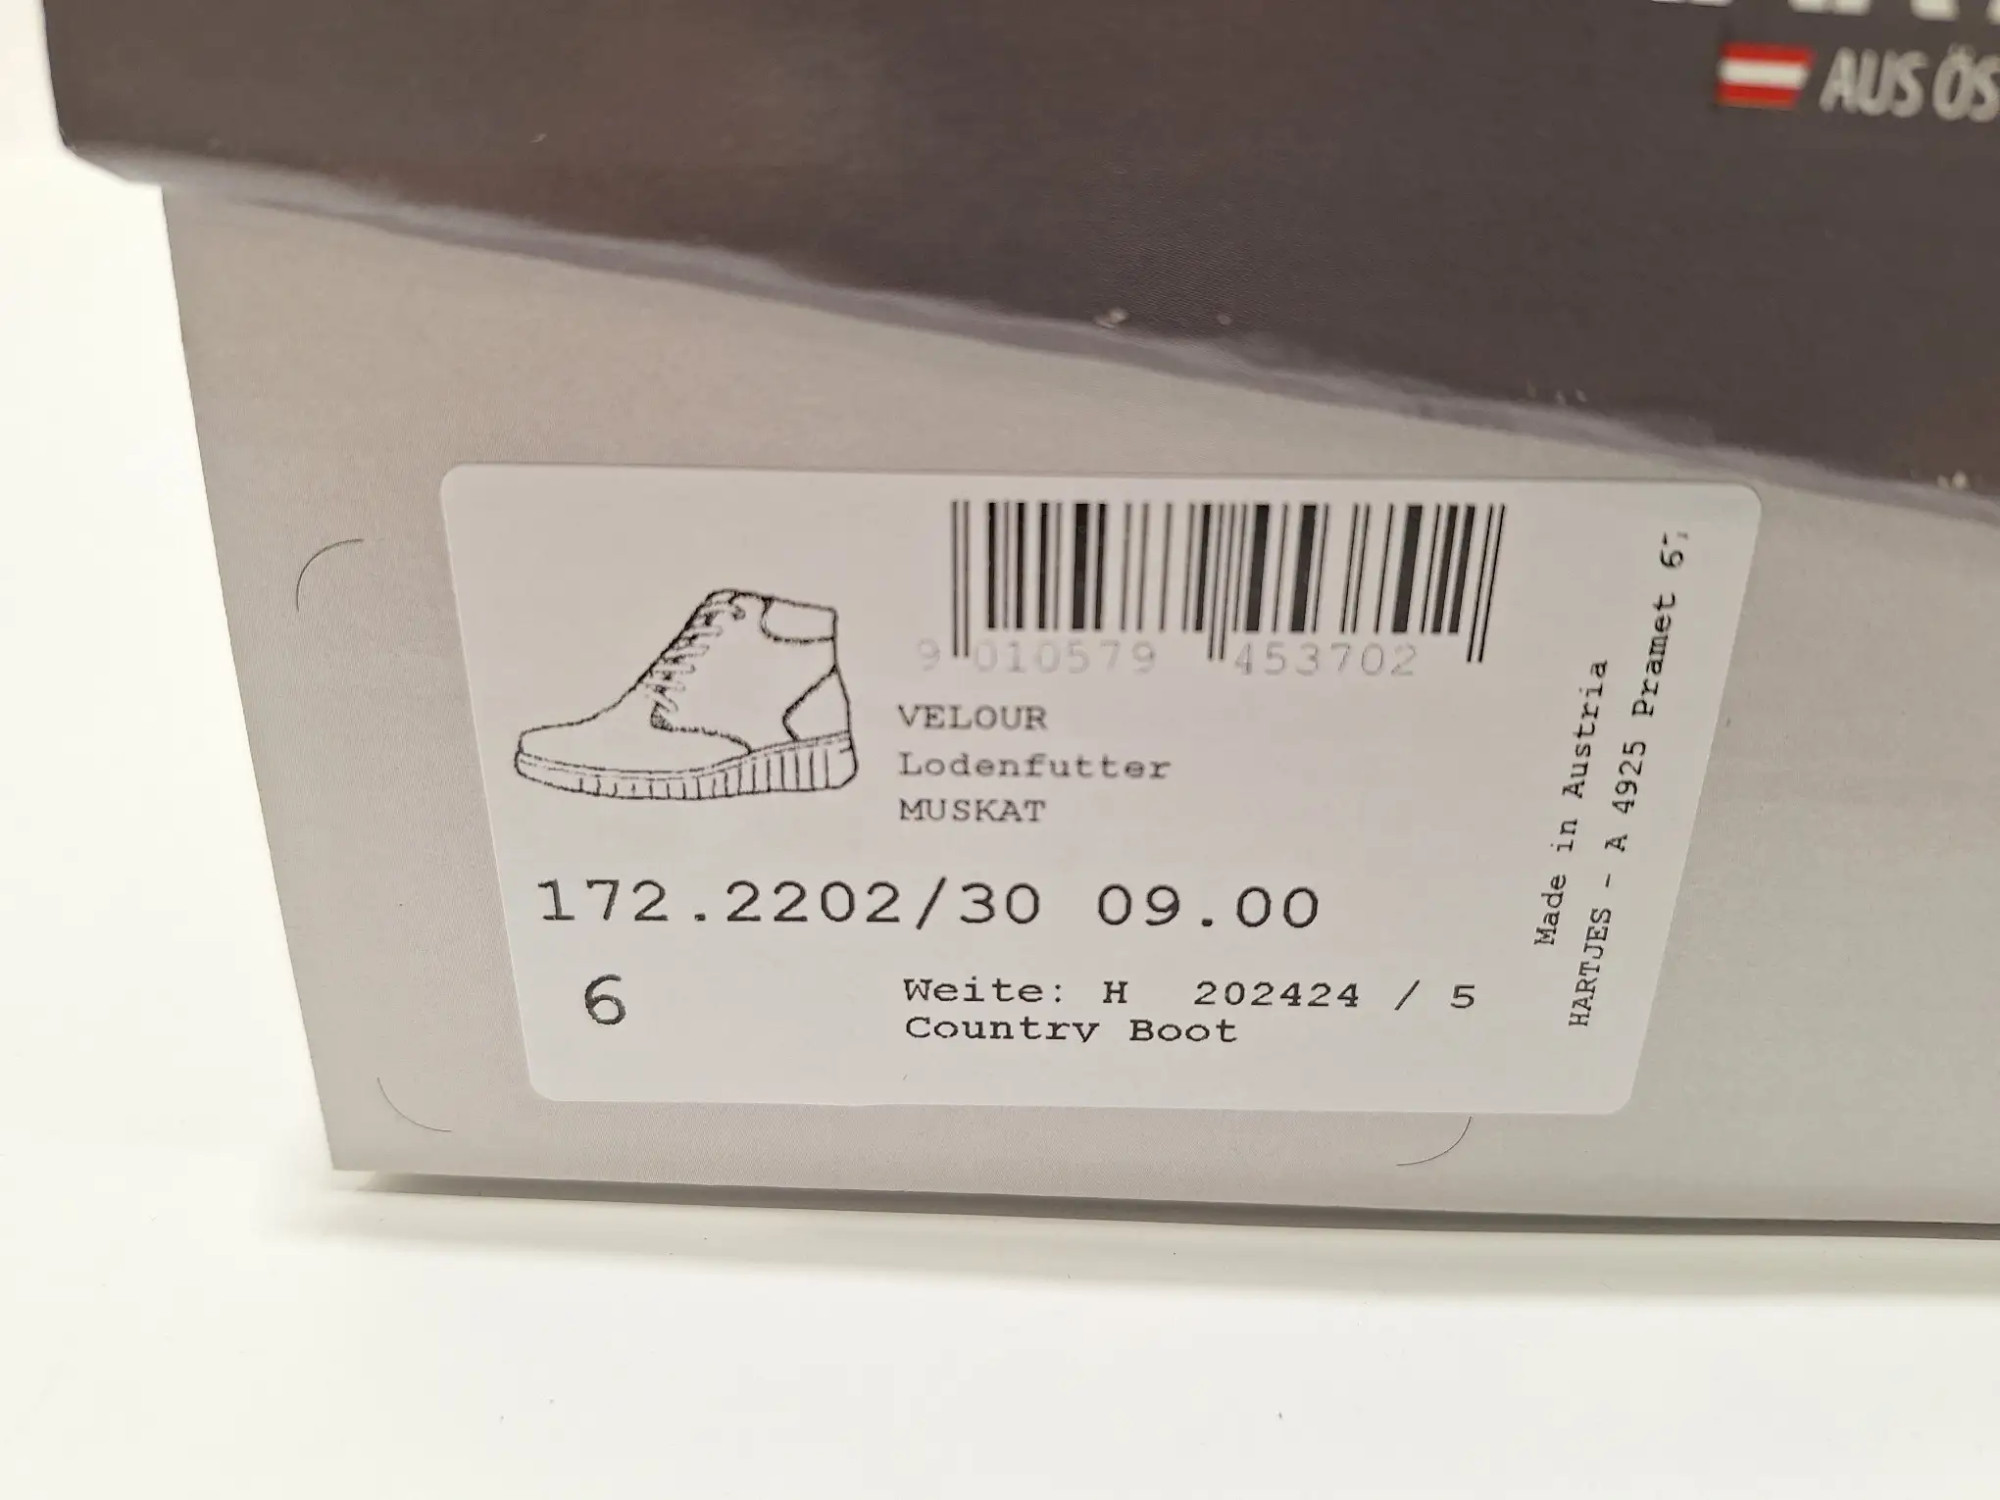 AUS ÖS
9 010579 453702
VELOUR
Lodenfutter
MUSKAT
172.2202/30 09.00
6
Weite: H 202424 / 5
Country Boot
Made in Austria
HARTJES - A 4925 Pramet